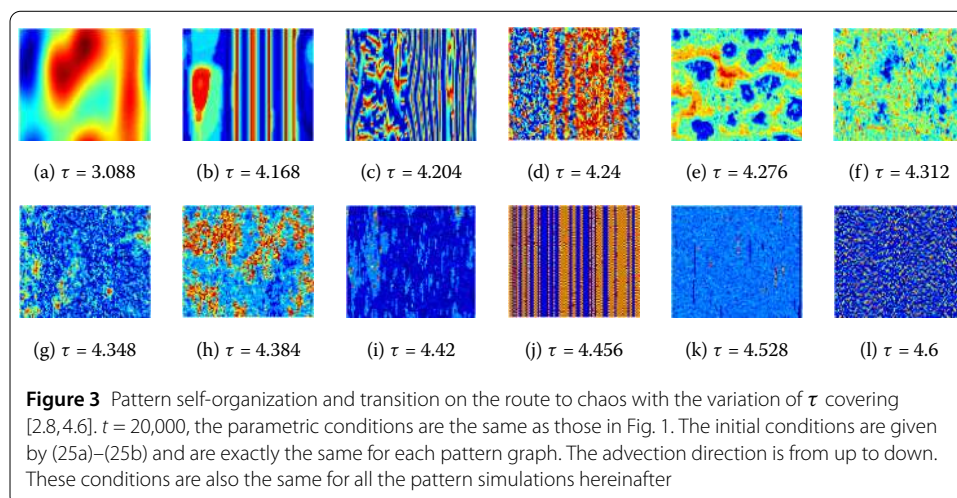 (a) τ = 3.088 (b) τ = 4.168 (c) τ = 4.204 (d) τ = 4.24 (e) τ = 4.276 (f) τ = 4.312
(g) τ = 4.348 (h) τ = 4.384 (i) τ = 4.42 (j) τ = 4.456 (k) τ = 4.528 (l) τ = 4.6
Figure 3 Pattern self-organization and transition on the route to chaos with the variation of τ covering
[2.8, 4.6]. t = 20,000, the parametric conditions are the same as those in Fig. 1. The initial conditions are given
by (25a)–(25b) and are exactly the same for each pattern graph. The advection direction is from up to down.
These conditions are also the same for all the pattern simulations hereinafter